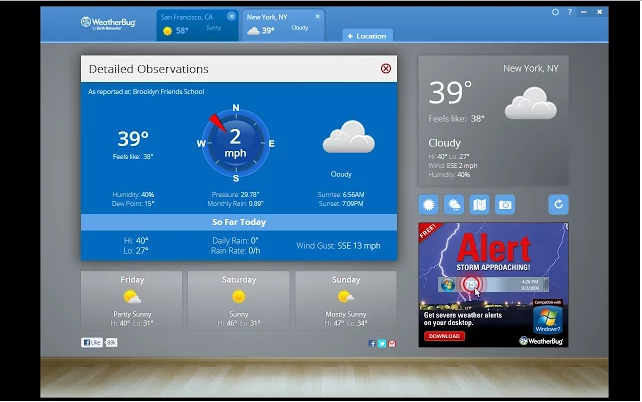 WeatherBug
by Earth Networks
San Francisco, CA
58° Sunny
New York, NY
39° Cloudy
+ Location
Detailed Observations
As reported at: Brooklyn Friends School
39°
Feels like: 38°
N
W E
S
2
mph
Cloudy
Humidity: 40%
Dew Point: 15°
Pressure: 29.78"
Monthly Rain: 0.89"
Sunrise: 6:56AM
Sunset: 7:09PM
So Far Today
Hi: 40°
Lo: 27°
Daily Rain: 0"
Rain Rate: 0/h
Wind Gust: SSE 13 mph
Friday
Partly Sunny
Hi: 40° Lo: 31°
Saturday
Sunny
Hi: 46° Lo: 31°
Sunday
Mostly Sunny
Hi: 47° Lo: 34°
Like
New York, NY
39°
Feels like: 38°
Cloudy
Hi: 40° Lo: 27°
Wind: ESE 2 mph
Humidity: 40%
FREE!
Alert
STORM APPROACHING!
75°
4:26 PM
9/2/2009
Get severe weather alerts
on your desktop.
DOWNLOAD
Compatible with
Windows 7
WeatherBug